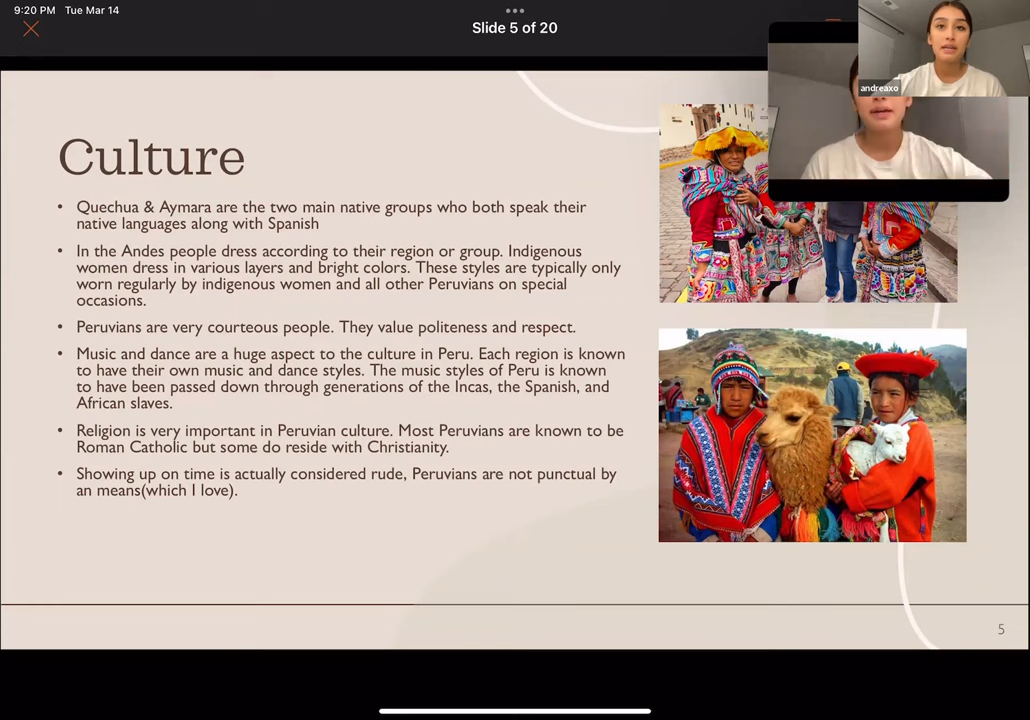 9:20 PM Tue Mar 14
Slide 5 of 20
andreaxo
Culture
• Quechua & Aymara are the two main native groups who both speak their
native languages along with Spanish
• In the Andes people dress according to their region or group. Indigenous
women dress in various layers and bright colors. These styles are typically only
worn regularly by indigenous women and all other Peruvians on special
occasions.
• Peruvians are very courteous people. They value politeness and respect.
• Music and dance are a huge aspect to the culture in Peru. Each region is known
to have their own music and dance styles. The music styles of Peru is known
to have been passed down through generations of the Incas, the Spanish, and
African slaves.
• Religion is very important in Peruvian culture. Most Peruvians are known to be
Roman Catholic but some do reside with Christianity.
• Showing up on time is actually considered rude, Peruvians are not punctual by
an means(which I love).
5